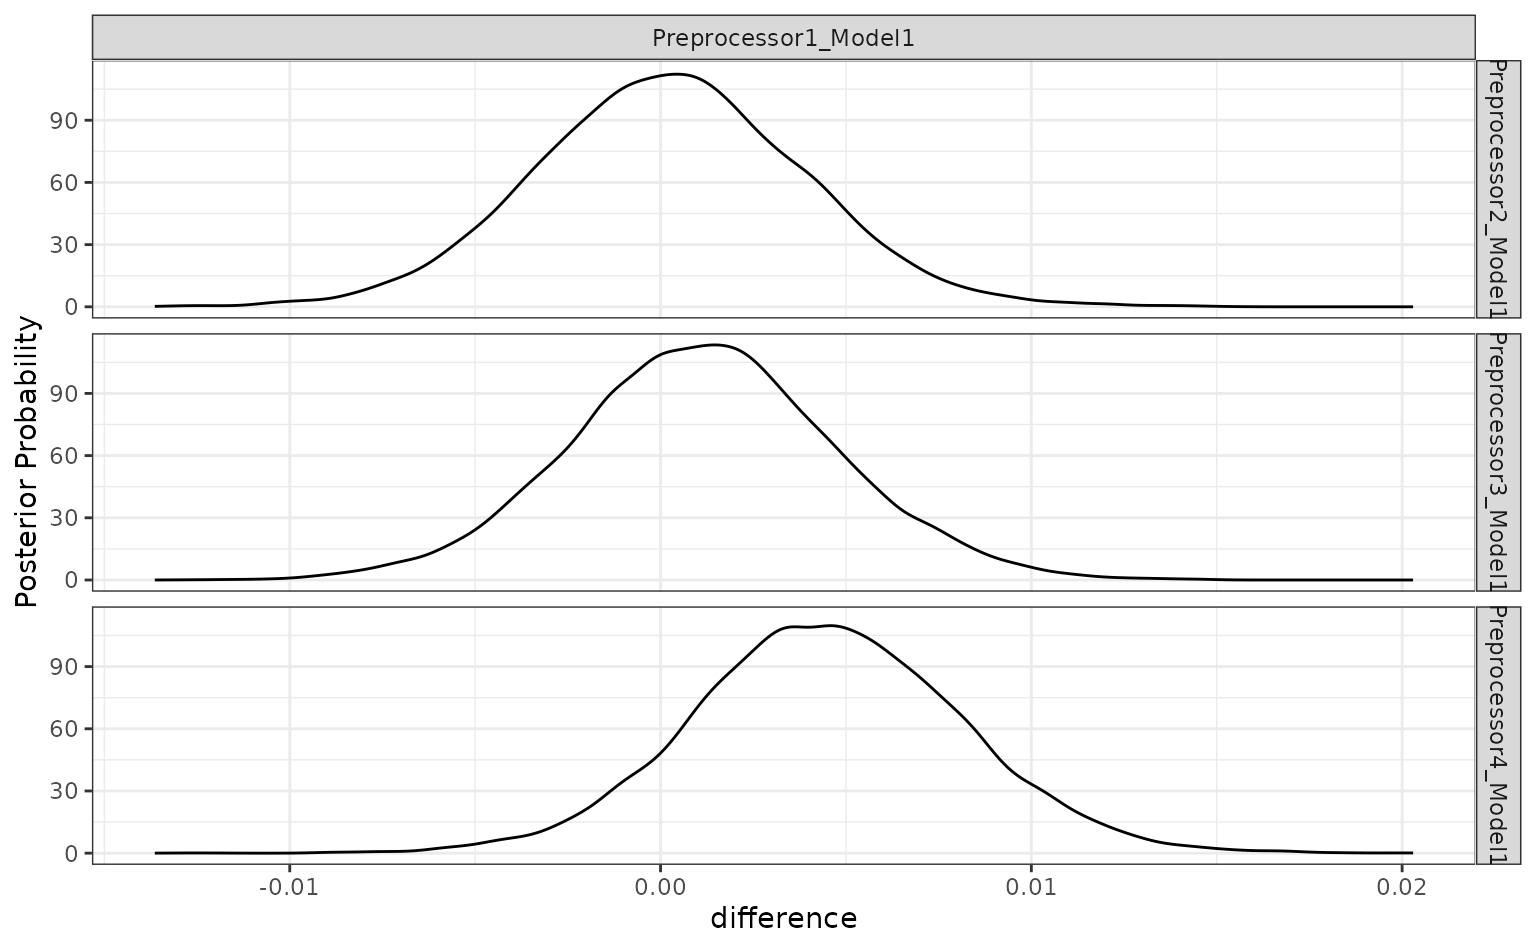 Preprocessor1_Model1
Posterior Probability
90
60
30
0
Preprocessor2_Model1
90
60
30
0
Preprocessor3_Model1
90
60
30
0
Preprocessor4_Model1
-0.01 0.00 0.01 0.02
difference